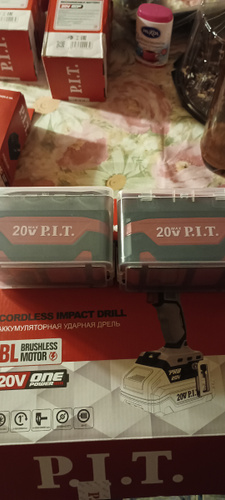 P.I.T.
P.I.T.
20V P.I.T.
20V P.I.T.
CORDLESS IMPACT DRILL
АККУМУЛЯТОРНАЯ УДАРНАЯ ДРЕЛЬ
BL BRUSHLESS MOTOR
20V ONE POWER
20V P.I.T.
P.I.T.